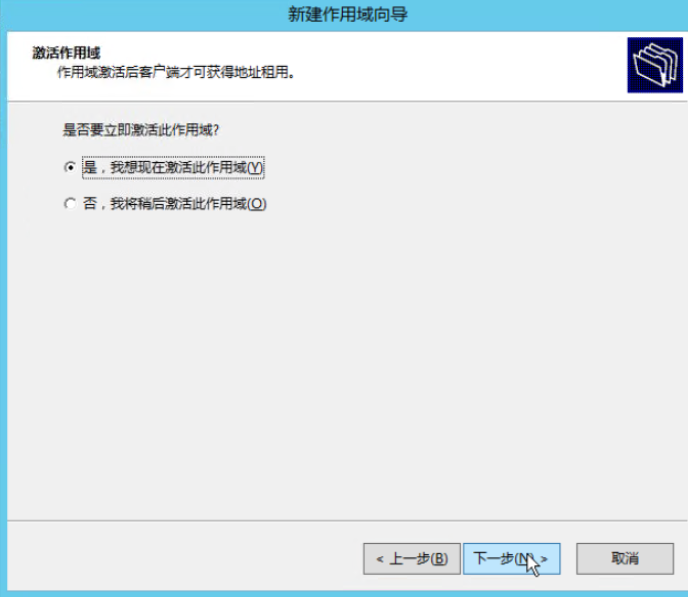 新建作用域向导
激活作用域
作用域激活后客户端才可获得地址租用。
是否要立即激活此作用域?
是，我想现在激活此作用域(Y)
否，我将稍后激活此作用域(O)
< 上一步(B)
下一步(N) >
取消